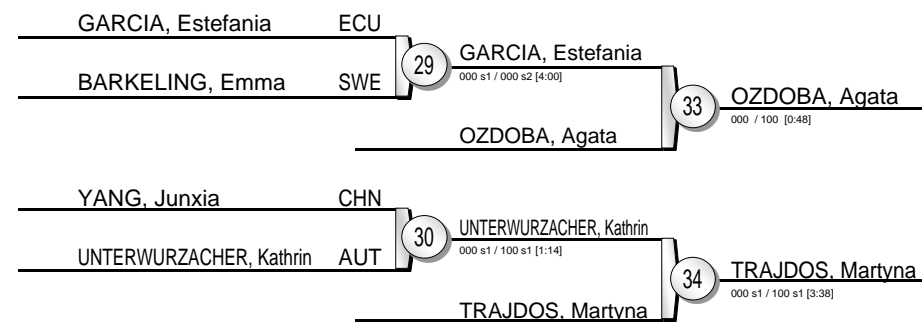 GARCIA, Estefania ECU
BARKELING, Emma SWE
29
GARCIA, Estefania
000 s1 / 000 s2 [4:00]
OZDOBA, Agata
33
OZDOBA, Agata
000 / 100 [0:48]
YANG, Junxia CHN
UNTERWURZACHER, Kathrin AUT
30
UNTERWURZACHER, Kathrin
000 s1 / 100 s1 [1:14]
TRAJDOS, Martyna
34
TRAJDOS, Martyna
000 s1 / 100 s1 [3:38]